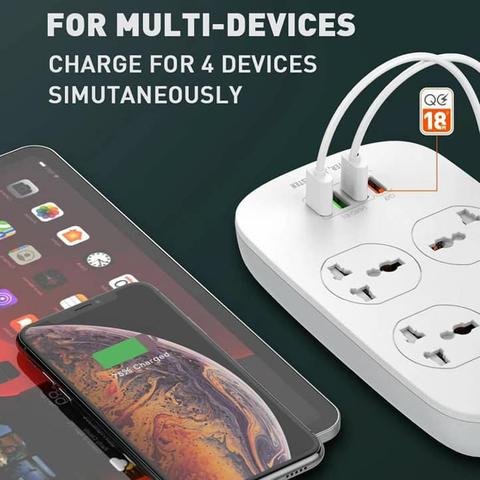 FOR MULTI-DEVICES
CHARGE FOR 4 DEVICES
SIMUTANEOUSLY
QC
18
75% Charged